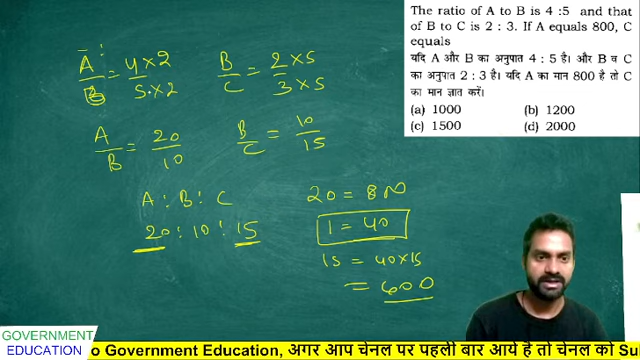 The ratio of A to B is 4 :5 and that
of B to C is 2 : 3. If A equals 800, C
equals
यदि A और B का अनुपात 4 : 5 है। और B व C
का अनुपात 2 : 3 है। यदि A का मान 800 है तो C
का मान ज्ञात करें।
(a) 1000 (b) 1200
(c) 1500 (d) 2000
A/B = 4×2/5×2 B/C = 2×5/3×5
A/B = 20/10 B/C = 10/15
A : B : C
20 : 10 : 15
20 = 800
1 = 40
15 = 40×15
= 600
GOVERNMENT
EDUCATION
to Government Education, अगर आप चेनल पर पहली बार आये है तो चेनल को Su